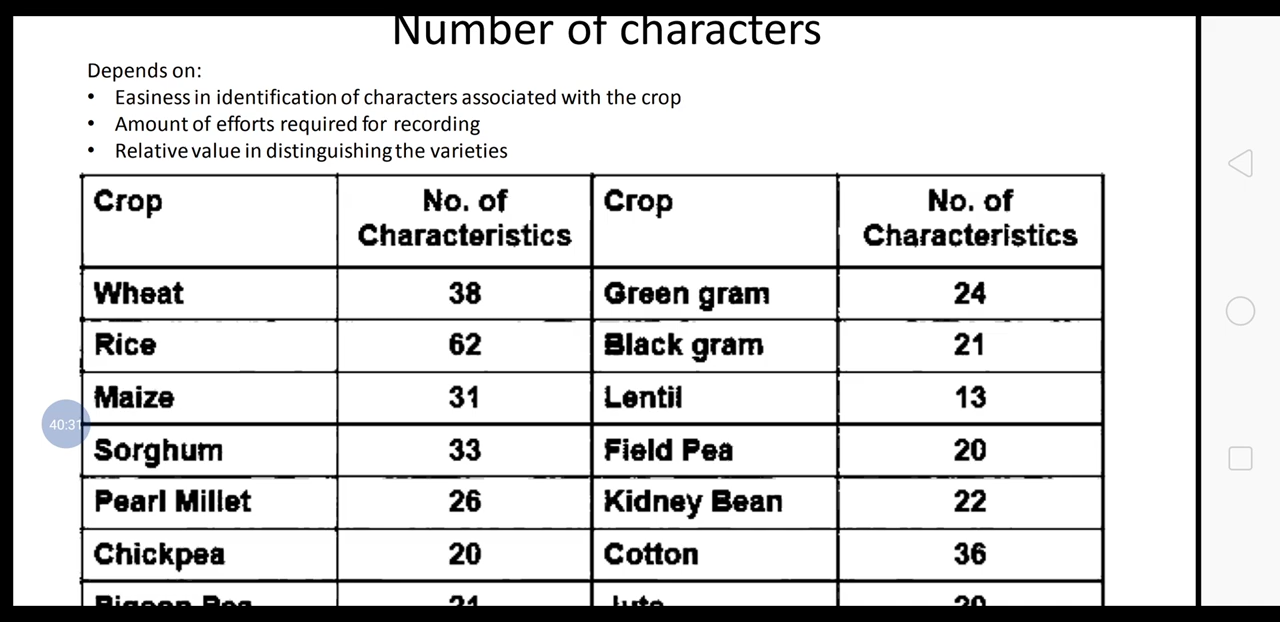 Number of characters
Depends on:
• Easiness in identification of characters associated with the crop
• Amount of efforts required for recording
• Relative value in distinguishing the varieties
Crop No. of Characteristics Crop No. of Characteristics
Wheat 38 Green gram 24
Rice 62 Black gram 21
Maize 31 Lentil 13
40:31
Sorghum 33 Field Pea 20
Pearl Millet 26 Kidney Bean 22
Chickpea 20 Cotton 36